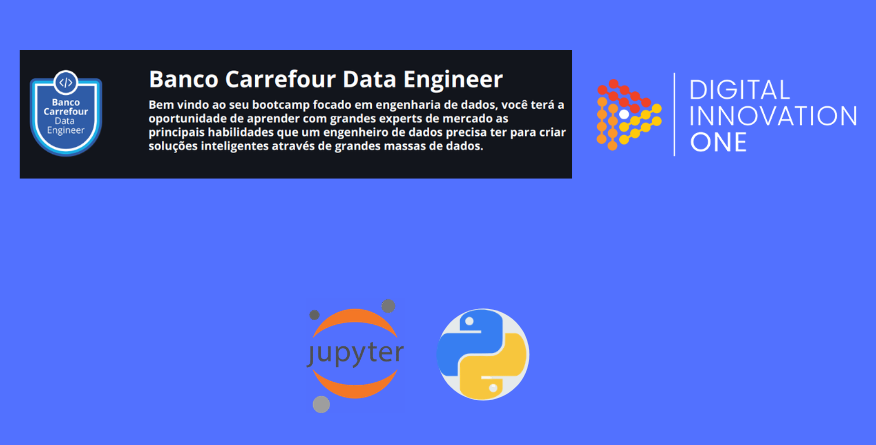 Banco Carrefour Data Engineer
Bem vindo ao seu bootcamp focado em engenharia de dados, você terá a
oportunidade de aprender com grandes experts de mercado as
principais habilidades que um engenheiro de dados precisa ter para criar
soluções inteligentes através de grandes massas de dados.
</>
Banco
Carrefour
Data
Engineer
DIGITAL
INNOVATION
ONE
jupyter